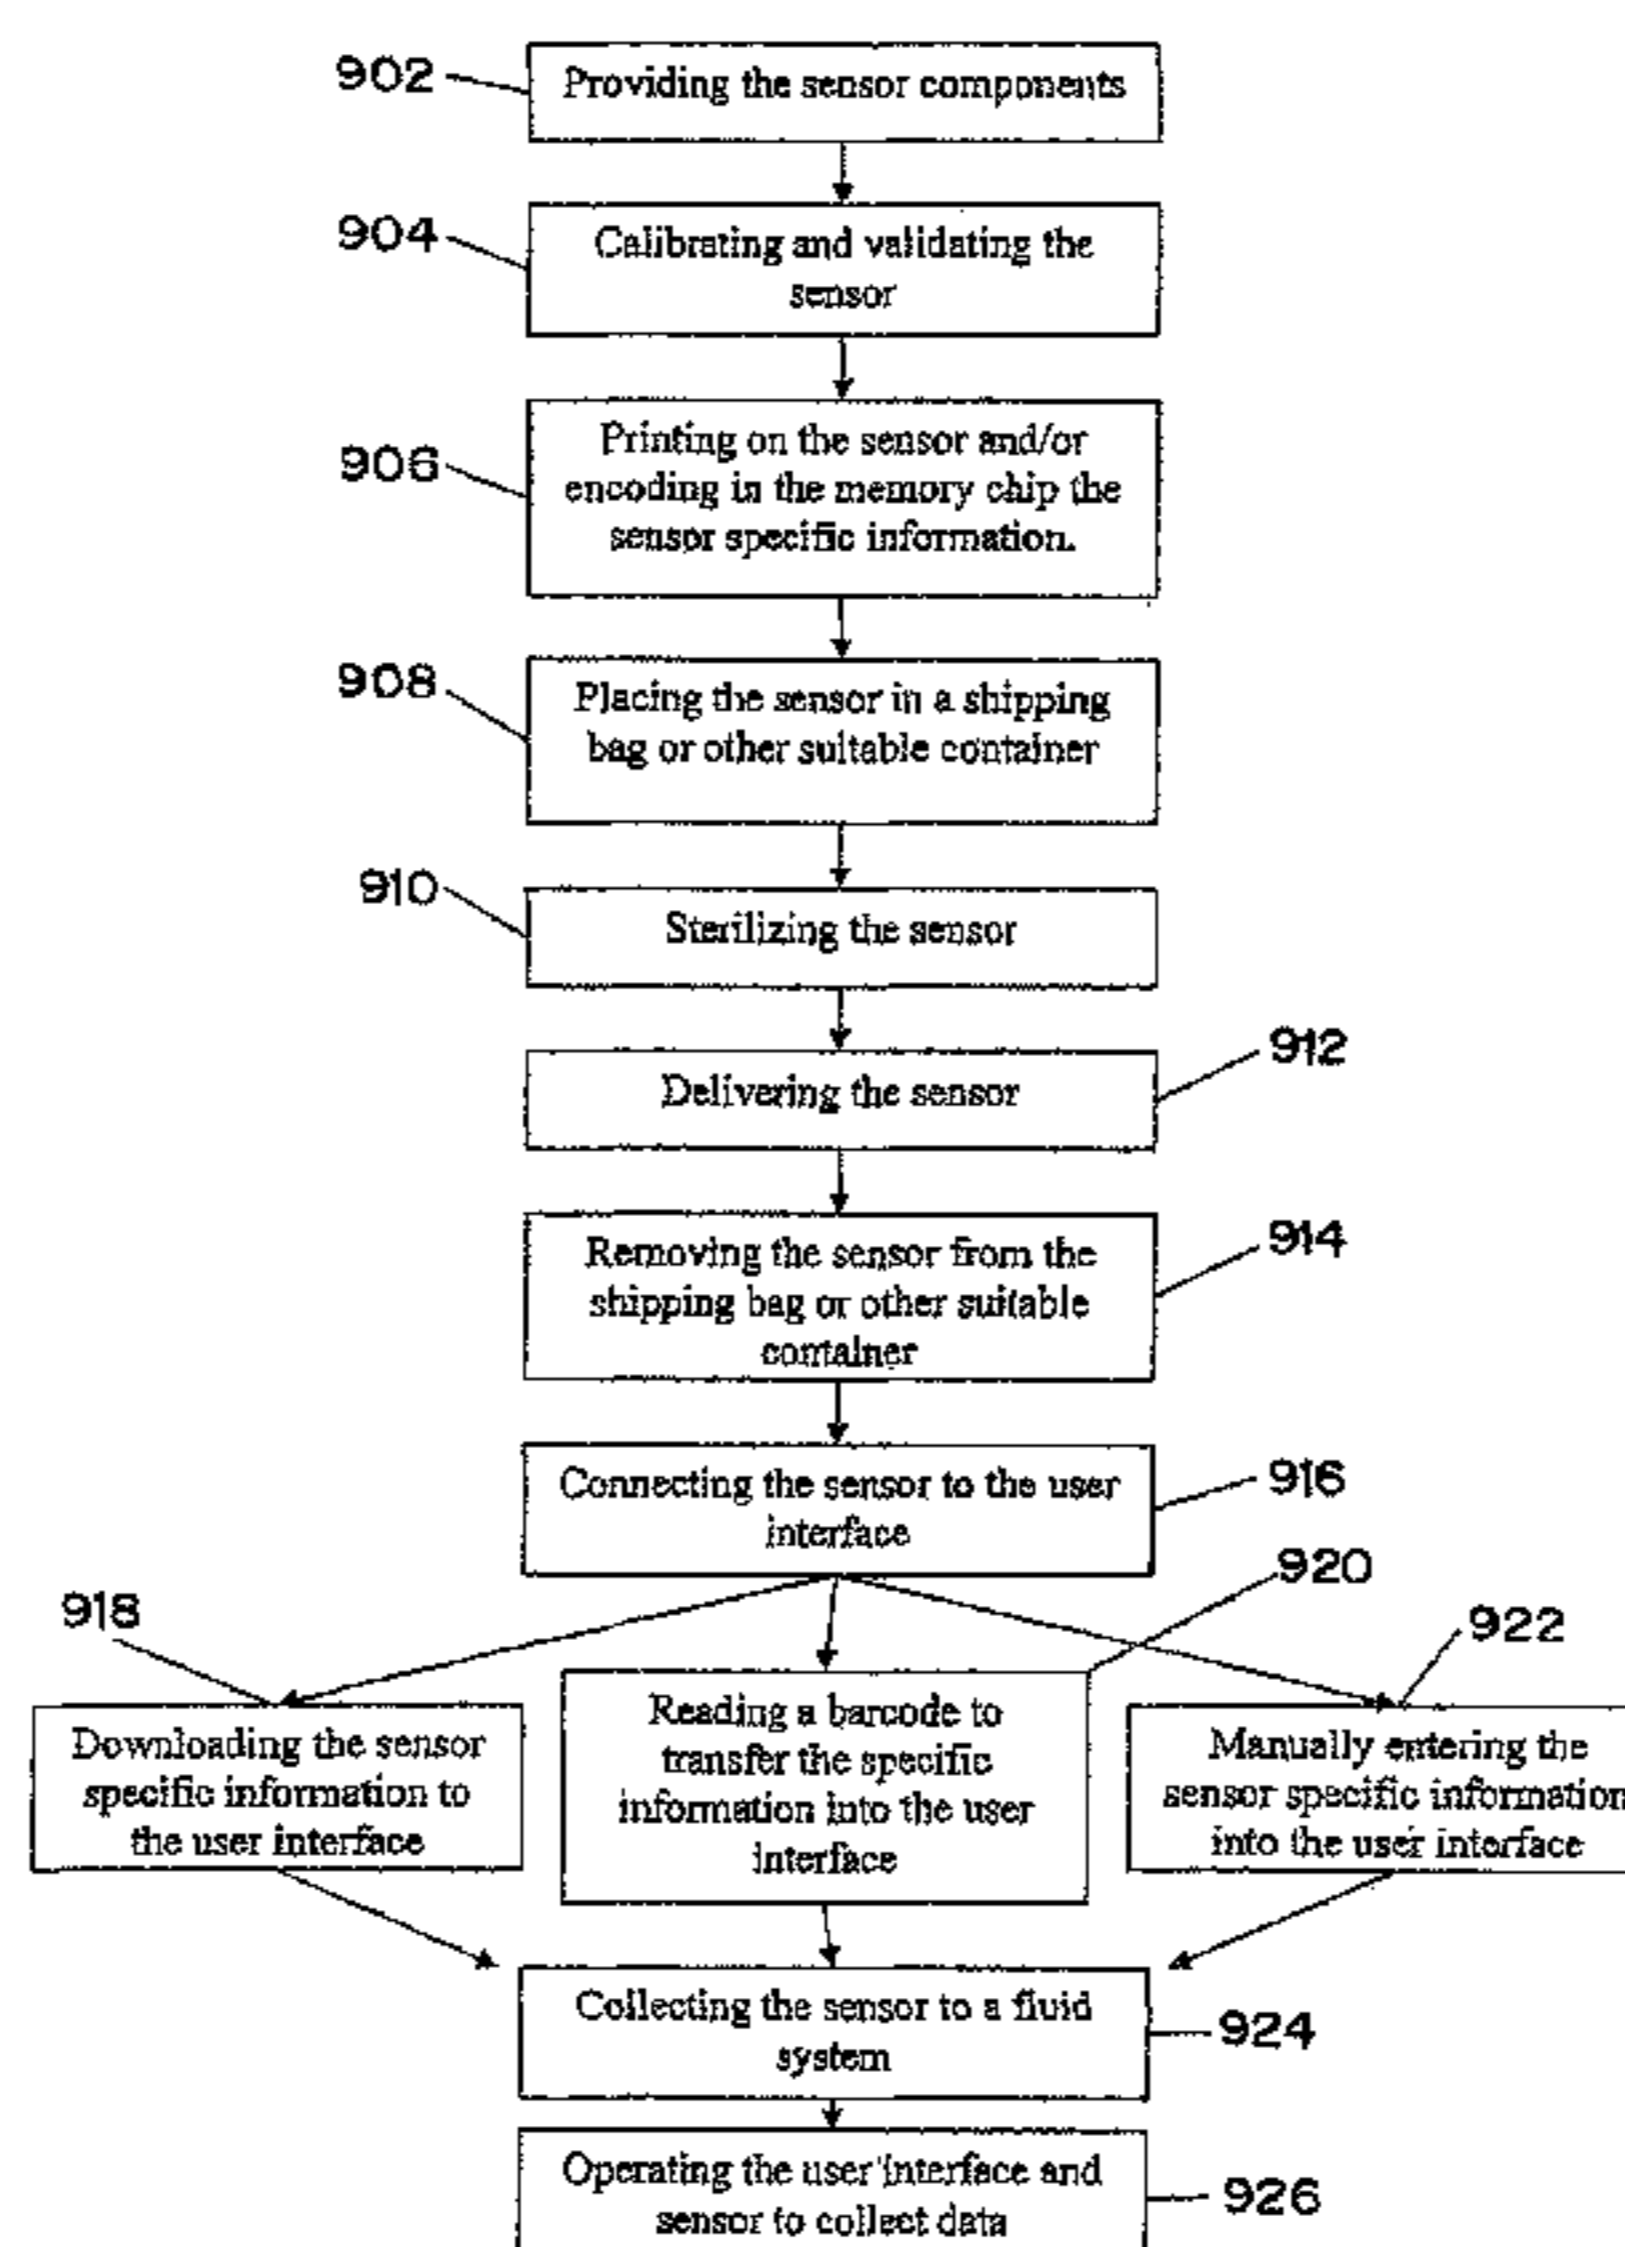 902
Providing the sensor components
904
Calibrating and validating the
sensor
906
Printing on the sensor and/or
encoding in the memory chip the
sensor specific information.
908
Placing the sensor in a shipping
bag or other suitable container
910
Sterilizing the sensor
912
Delivering the sensor
914
Removing the sensor from the
shipping bag or other suitable
container
916
Connecting the sensor to the user
interface
918
Downloading the sensor
specific information to
the user interface
920
Reading a barcode to
transfer the specific
information into the user
interface
922
Manually entering the
sensor specific information
into the user interface
924
Collecting the sensor to a fluid
system
926
Operating the user interface and
sensor to collect data